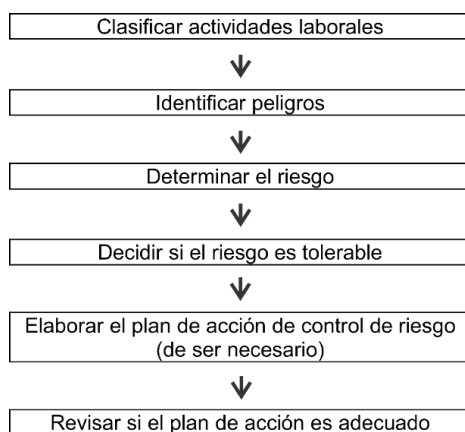 Clasificar actividades laborales
Identificar peligros
Determinar el riesgo
Decidir si el riesgo es tolerable
Elaborar el plan de acción de control de riesgo
(de ser necesario)
Revisar si el plan de acción es adecuado